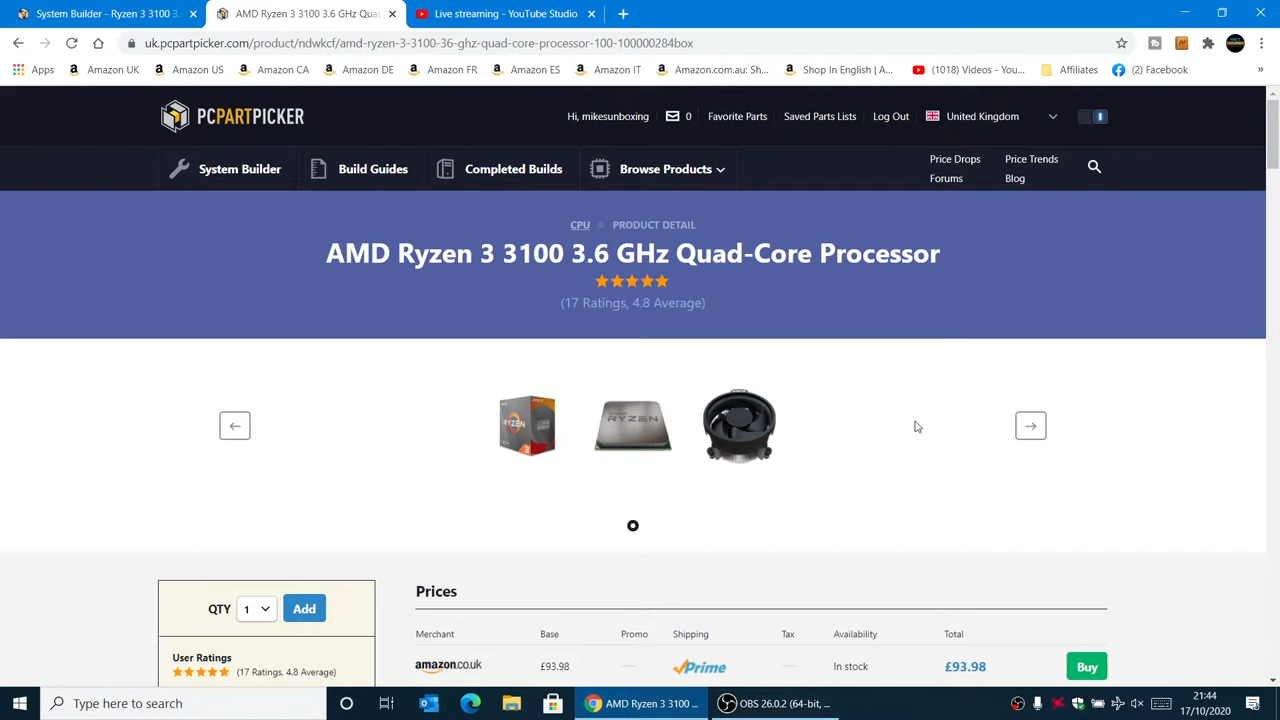 System Builder - Ryzen 3 3100 3.
AMD Ryzen 3 3100 3.6 GHz Qua
Live streaming - YouTube Studio
uk.pcpartpicker.com/product/ndwkcf/amd-ryzen-3-3100-36-ghz-quad-core-processor-100-100000284box
Apps
Amazon UK
Amazon US
Amazon CA
Amazon DE
Amazon FR
Amazon ES
Amazon IT
Amazon.com.au: Sh...
Shop In English | A...
(1018) Videos - You...
Affiliates
(2) Facebook
PCPARTPICKER
Hi, mikesunboxing
0
Favorite Parts
Saved Parts Lists
Log Out
United Kingdom
System Builder
Build Guides
Completed Builds
Browse Products
Price Drops
Price Trends
Forums
Blog
CPU
PRODUCT DETAIL
AMD Ryzen 3 3100 3.6 GHz Quad-Core Processor
(17 Ratings, 4.8 Average)
RYZEN
3
RYZEN
QTY 1 Add
User Ratings
(17 Ratings, 4.8 Average)
Prices
Merchant Base Promo Shipping Tax Availability Total
amazon.co.uk £93.98 Prime In stock £93.98 Buy
Type here to search
AMD Ryzen 3 3100 ...
OBS 26.0.2 (64-bit, ...
21:44
17/10/2020